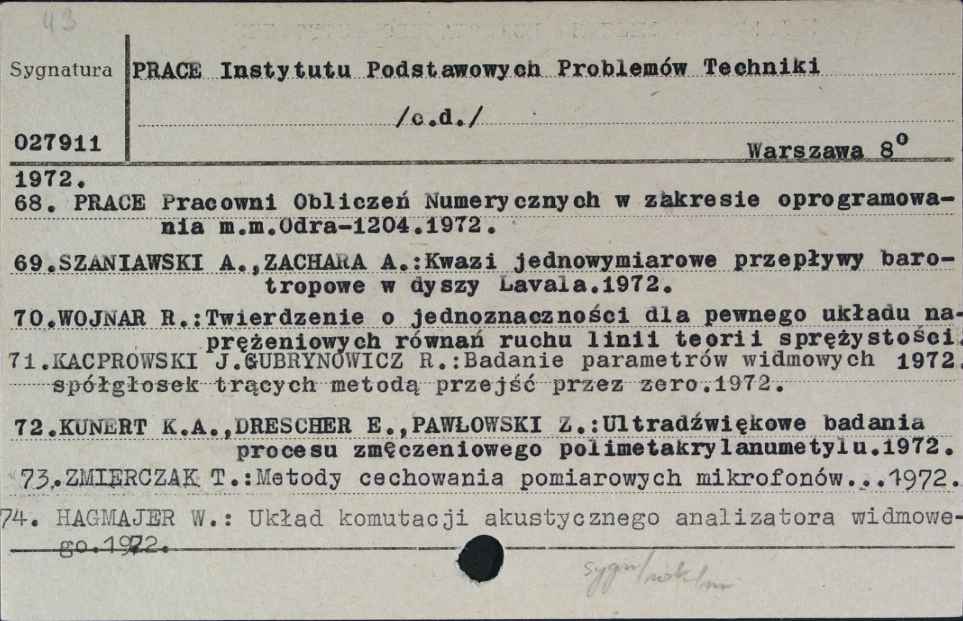 43
Sygnatura PRACE Instytutu Podstawowych Problemów Techniki
/c.d./
027911
Warszawa 8°
1972.
68. PRACE Pracowni Obliczeń Numerycznych w zakresie oprogramowa-
nia m.m.Odra-1204.1972.
69.SZANIAWSKI A.,ZACHARA A.:Kwazi jednowymiarowe przepływy baro-
tropowe w dyszy Lavala.1972.
70.WOJNAR R.:Twierdzenie o jednoznaczności dla pewnego układu na-
prężeniowych równań ruchu linii teorii sprężystości.
71.KACPROWSKI J.GUBRYNOWICZ R.:Badanie parametrów widmowych 1972.
spółgłosek trących metodą przejść przez zero.1972.
72.KUNERT K.A.,DRESCHER E.,PAWŁOWSKI Z.:Ultradźwiękowe badania
procesu zmęczeniowego polimetakrylanumetylu.1972.
73.ZMIERCZAK T.:Metody cechowania pomiarowych mikrofonów...1972.
74. HAGMAJER W.: Układ komutacji akustycznego analizatora widmowe-
go.1972.
sygn/rok/nr